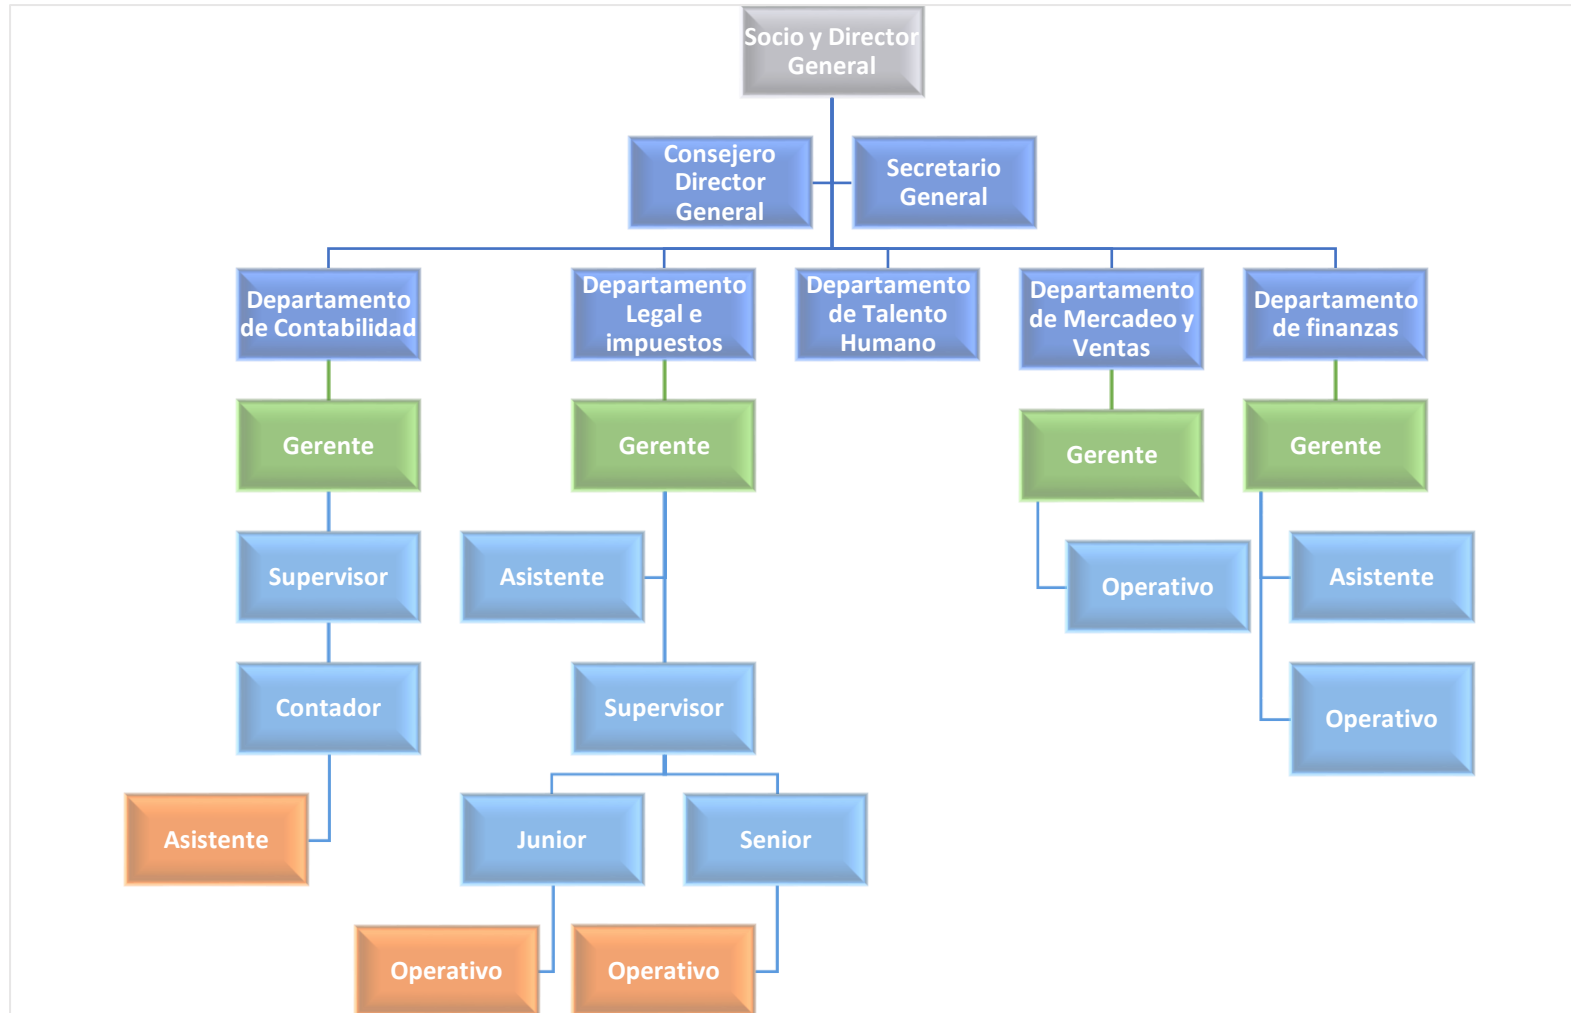 Socio y Director
General
Consejero
Director
General
Secretario
General
Departamento
de Contabilidad
Departamento
Legal e
impuestos
Departamento
de Talento
Humano
Departamento
de Mercadeo y
Ventas
Departamento
de finanzas
Gerente
Gerente
Gerente
Gerente
Supervisor
Asistente
Operativo
Asistente
Contador
Supervisor
Operativo
Asistente
Junior
Senior
Operativo
Operativo